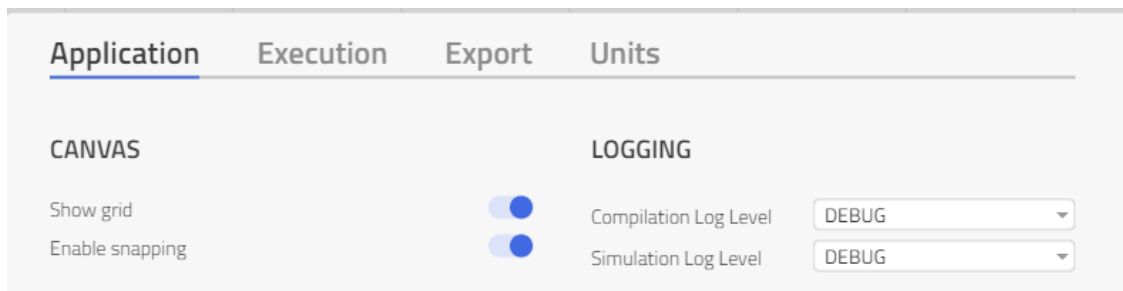 Application Execution Export Units
CANVAS
Show grid
Enable snapping
LOGGING
Compilation Log Level DEBUG
Simulation Log Level DEBUG